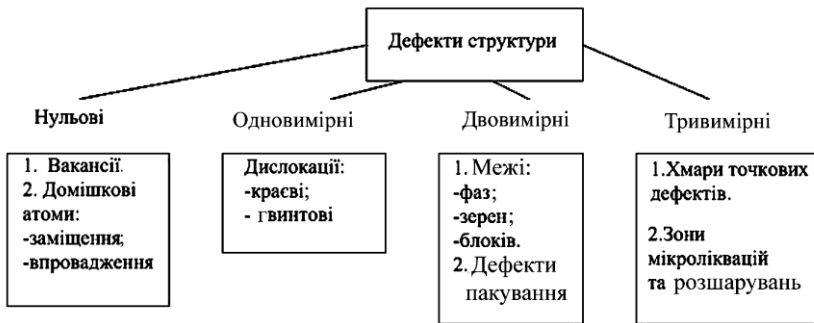 Дефекти структури
Нульові
1. Вакансії.
2. Домішкові
атоми:
-заміщення;
-впровадження
Одновимірні
Дислокації:
-краєві;
- гвинтові
Двовимірні
1. Межі:
-фаз;
-зерен;
-блоків.
2. Дефекти
пакування
Тривимірні
1.Хмари точкових
дефектів.
2.Зони
мікроліквацій
та розшарувань